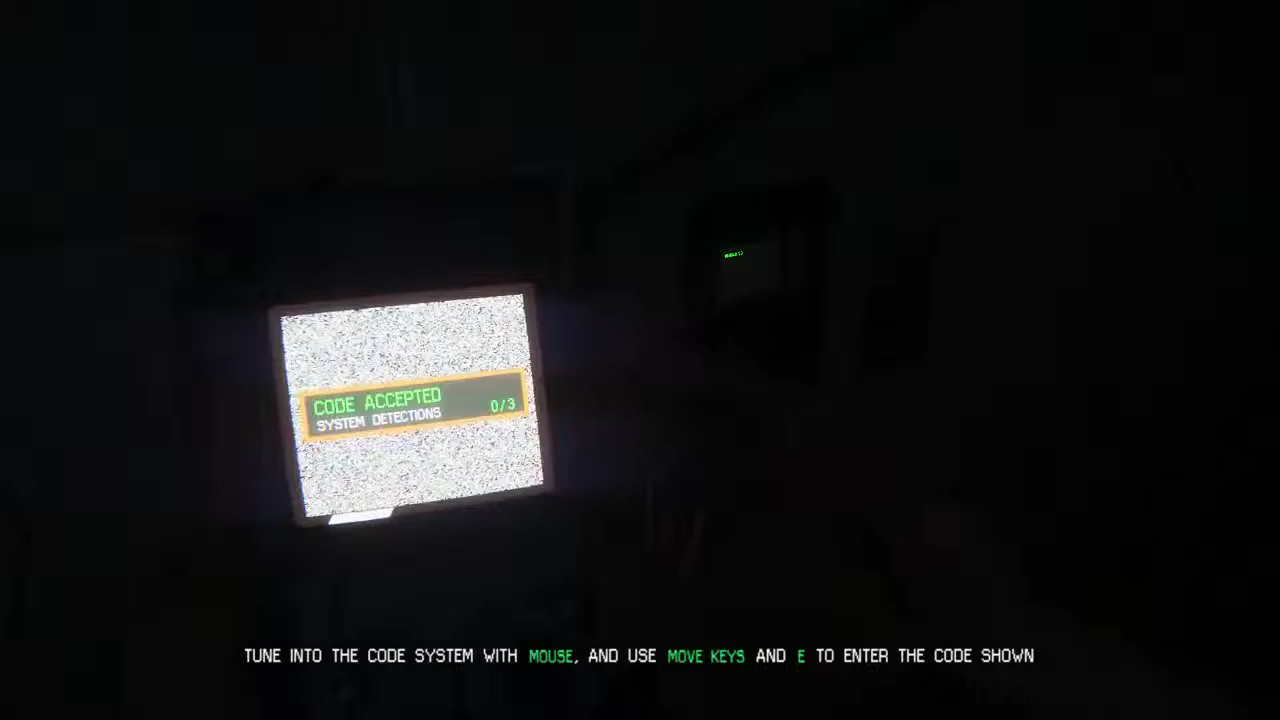 CODE ACCEPTED
SYSTEM DETECTIONS 0/3
TUNE INTO THE CODE SYSTEM WITH MOUSE, AND USE MOVE KEYS AND E TO ENTER THE CODE SHOWN